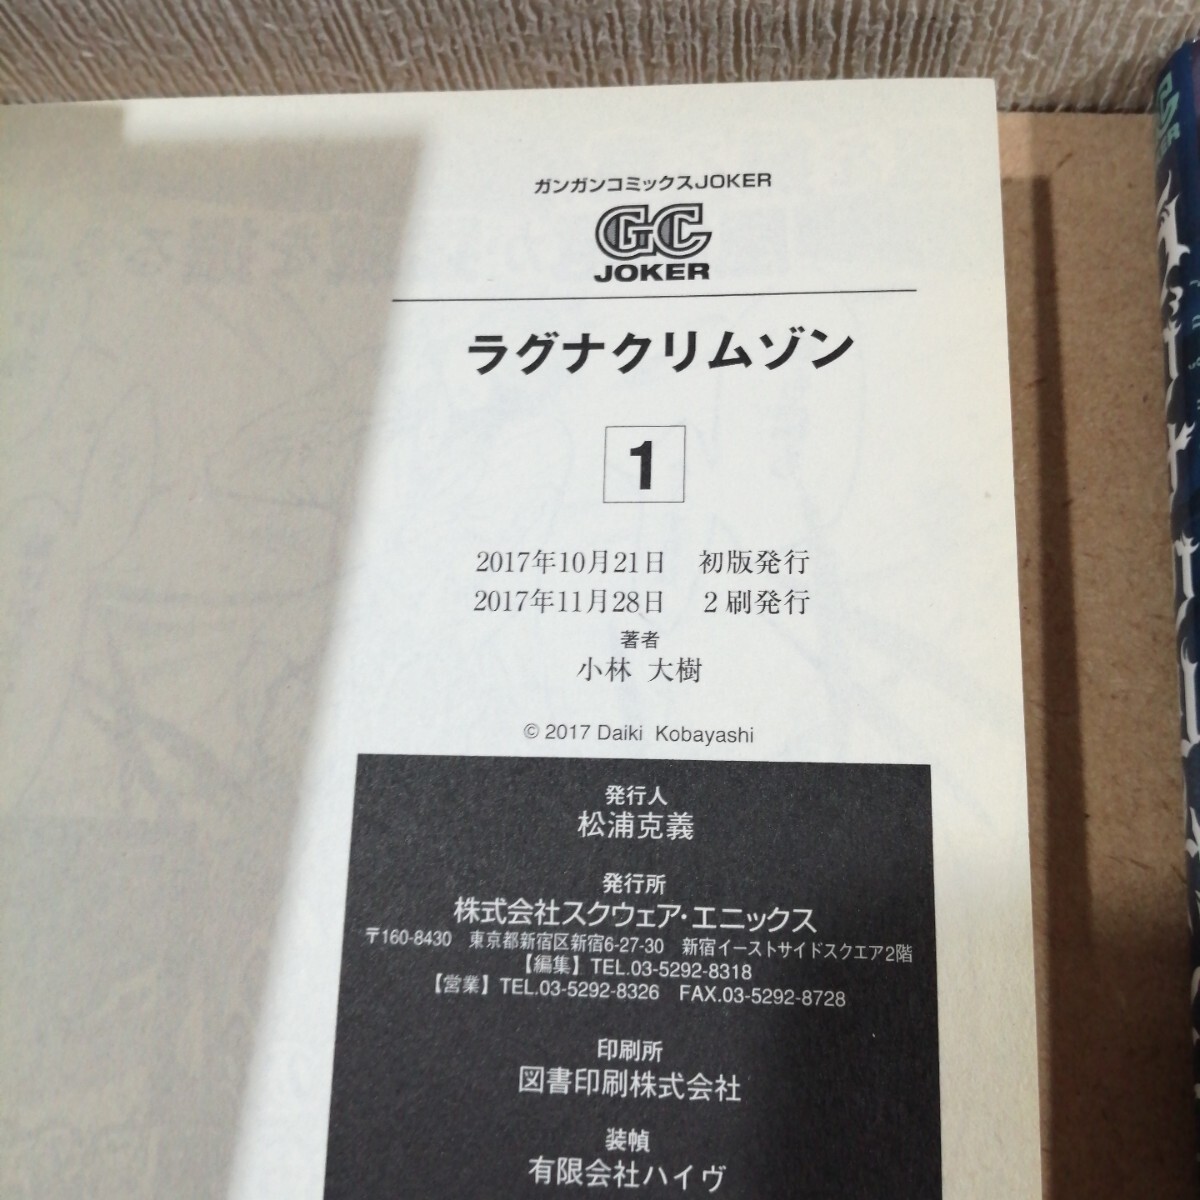 ガンガンコミックスJOKER
GC
JOKER
ラグナクリムゾン
1
2017年10月21日　初版発行
2017年11月28日　2刷発行
著者
小林 大樹
© 2017 Daiki Kobayashi
発行人
松浦克義
発行所
株式会社スクウェア・エニックス
〒160-8430　東京都新宿区新宿6-27-30　新宿イーストサイドスクエア2階
【編集】TEL.03-5292-8318
【営業】TEL.03-5292-8326　FAX.03-5292-8728
印刷所
図書印刷株式会社
装幀
有限会社ハイヴ